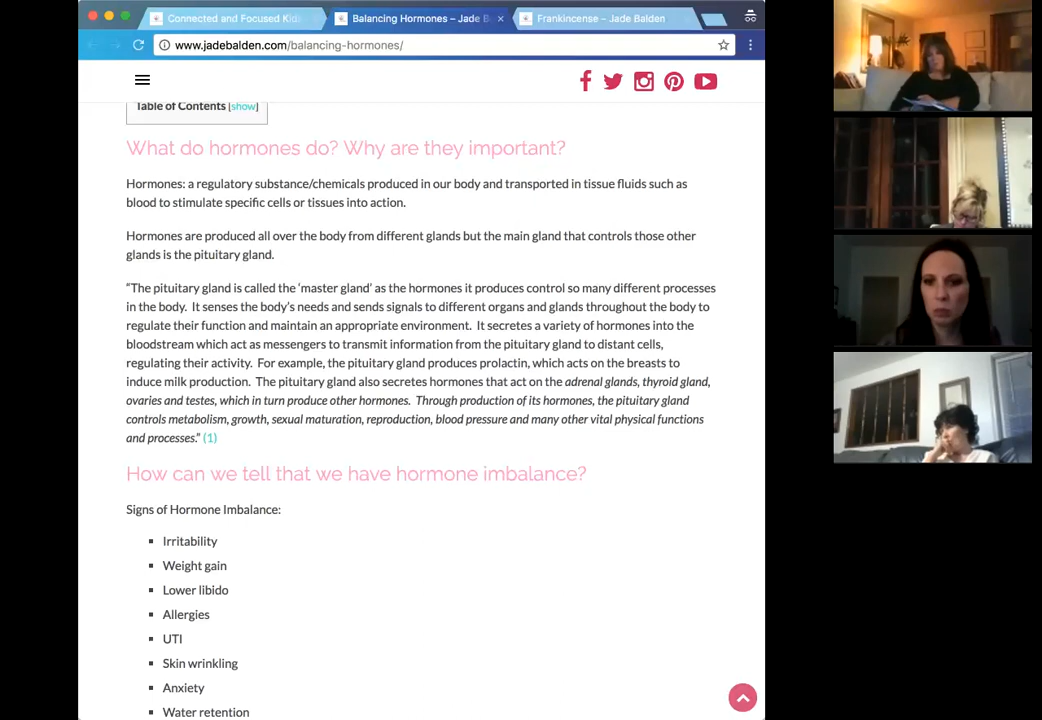 Connected and Focused Kids
Balancing Hormones – Jade B
Frankincense – Jade Balden
www.jadebalden.com/balancing-hormones/
Table of Contents [show]
What do hormones do? Why are they important?
Hormones: a regulatory substance/chemicals produced in our body and transported in tissue fluids such as
blood to stimulate specific cells or tissues into action.
Hormones are produced all over the body from different glands but the main gland that controls those other
glands is the pituitary gland.
“The pituitary gland is called the ‘master gland’ as the hormones it produces control so many different processes
in the body.  It senses the body’s needs and sends signals to different organs and glands throughout the body to
regulate their function and maintain an appropriate environment.  It secretes a variety of hormones into the
bloodstream which act as messengers to transmit information from the pituitary gland to distant cells,
regulating their activity.  For example, the pituitary gland produces prolactin, which acts on the breasts to
induce milk production.  The pituitary gland also secretes hormones that act on the adrenal glands, thyroid gland,
ovaries and testes, which in turn produce other hormones.  Through production of its hormones, the pituitary gland
controls metabolism, growth, sexual maturation, reproduction, blood pressure and many other vital physical functions
and processes.” (1)
How can we tell that we have hormone imbalance?
Signs of Hormone Imbalance:
Irritability
Weight gain
Lower libido
Allergies
UTI
Skin wrinkling
Anxiety
Water retention